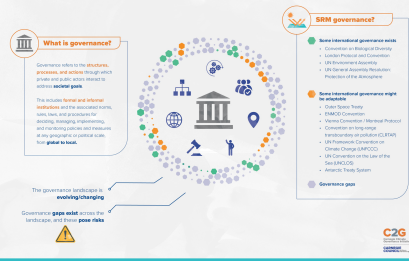 What is governance?
Governance refers to the structures,
processes, and actions through which
private and public actors interact to
address societal goals.
This includes formal and informal
institutions and the associated norms,
rules, laws, and procedures for
deciding, managing, implementing,
and monitoring policies and measures
at any geographic or political scale,
from global to local.
The governance landscape is
evolving/changing
Governance gaps exist across the
landscape, and these pose risks
SRM governance?
Some international governance exists
Convention on Biological Diversity
London Protocol and Convention
UN Environment Assembly
UN General Assembly Resolution
Protection of the Atmosphere
Some international governance might
be adaptable
Outer Space Treaty
ENMOD Convention
Vienna Convention / Montreal Protocol
Convention on long-range
transboundary air pollution (CLRTAP)
UN Framework Convention on
Climate Change (UNFCCC)
UN Convention on the Law of the
Sea (UNCLOS)
Antarctic Treaty System
Governance gaps
C2G
Carnegie Climate
Governance Initiative
CARNEGIE
COUNCIL